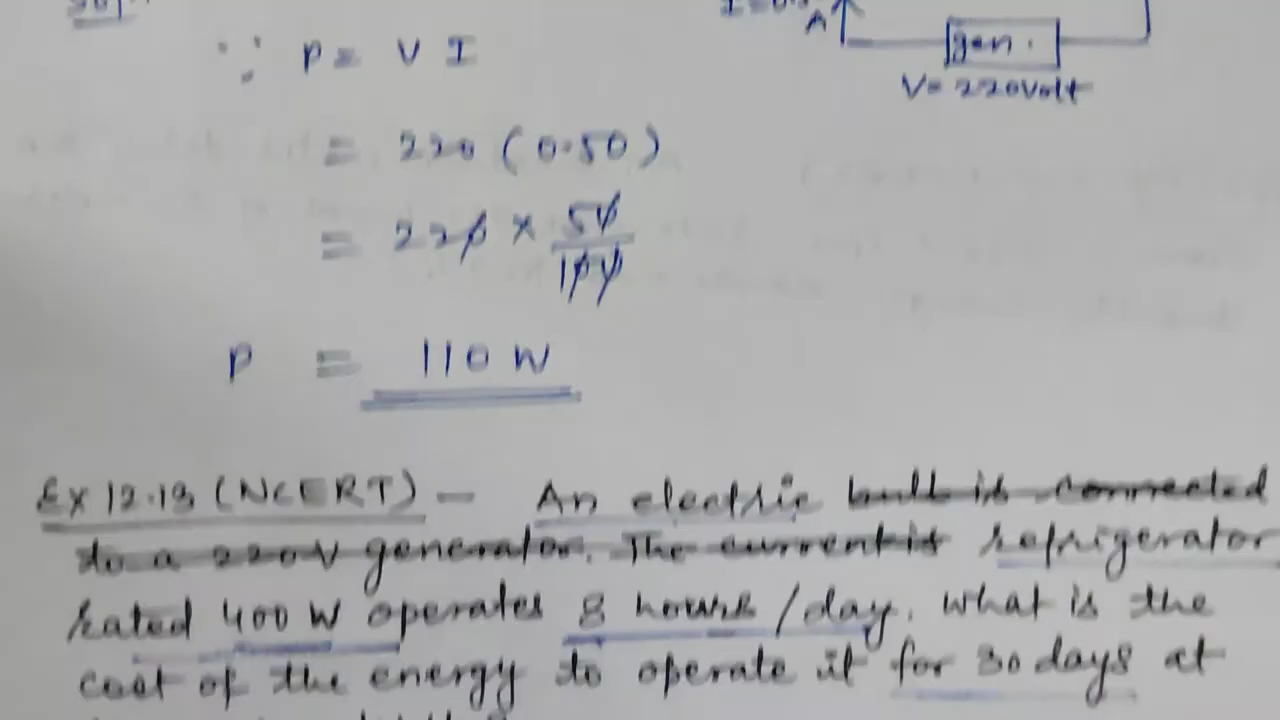 A
gen.
V= 220Volt
∵ P = V I
= 220 (0.50)
= 220 × 50/100
P = 110 W
Ex 12.13 (NCERT) — An electric bulb is connected
to a 220V generator. The current is refrigerator
rated 400 W operates 8 hours /day. What is the
cost of the energy to operate it for 30 days at